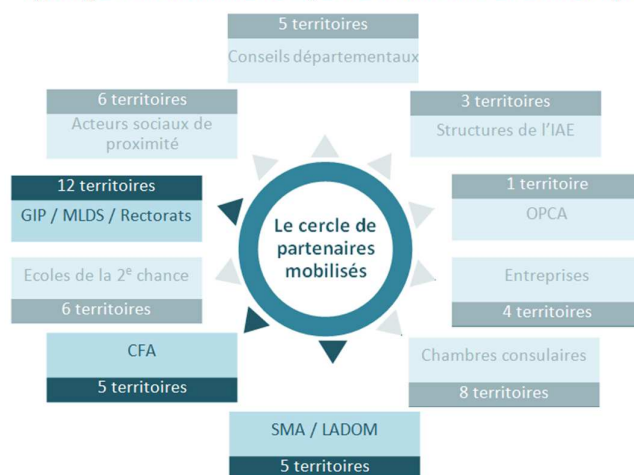 5 territoires
Conseils départementaux
6 territoires
Acteurs sociaux de
proximité
3 territoires
Structures de l'IAE
12 territoires
GIP / MLDS / Rectorats
1 territoire
OPCA
Le cercle de
partenaires
mobilisés
Ecoles de la 2e chance
6 territoires
Entreprises
4 territoires
CFA
5 territoires
Chambres consulaires
8 territoires
SMA / LADOM
5 territoires